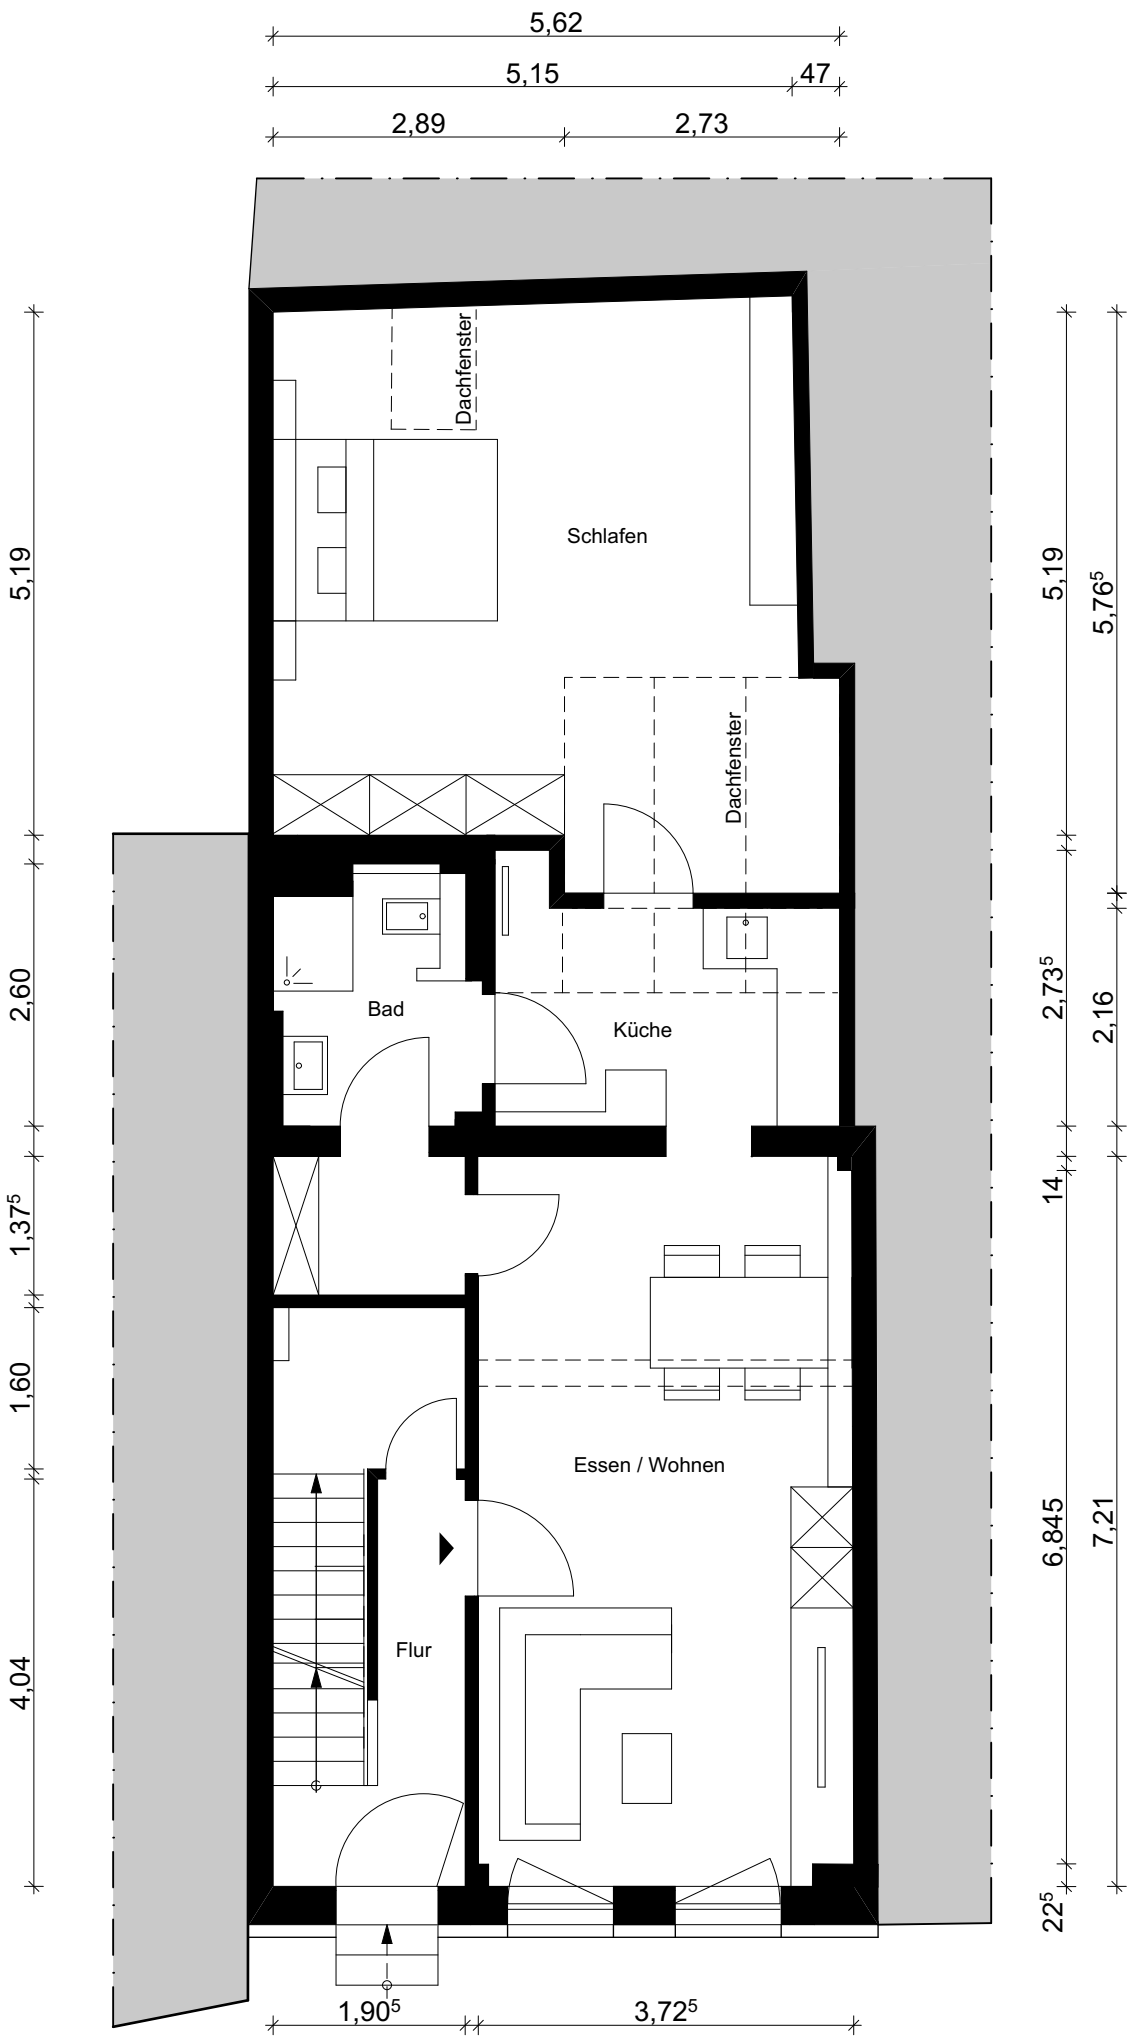 5,62
5,15
47
2,89
2,73
Dachfenster
Schlafen
5,19
5,19
5,76⁵
Dachfenster
Bad
Küche
2,60
2,73⁵
2,16
1,37⁵
14
1,60
Essen / Wohnen
6,845
7,21
Flur
4,04
22⁵
1,90⁵
3,72⁵